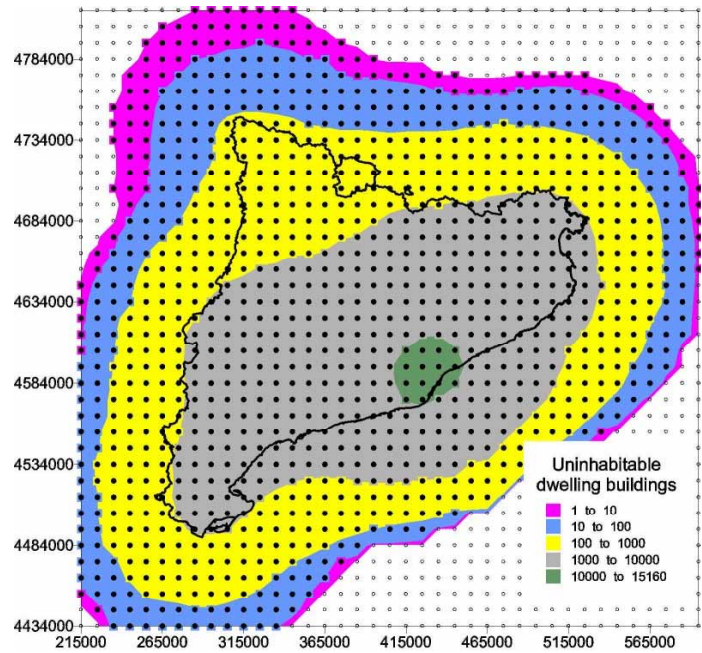 4784000
4734000
4684000
4634000
4584000
4534000
4484000
4434000
215000 265000 315000 365000 415000 465000 515000 565000
Uninhabitable
dwelling buildings
1 to 10
10 to 100
100 to 1000
1000 to 10000
10000 to 15160